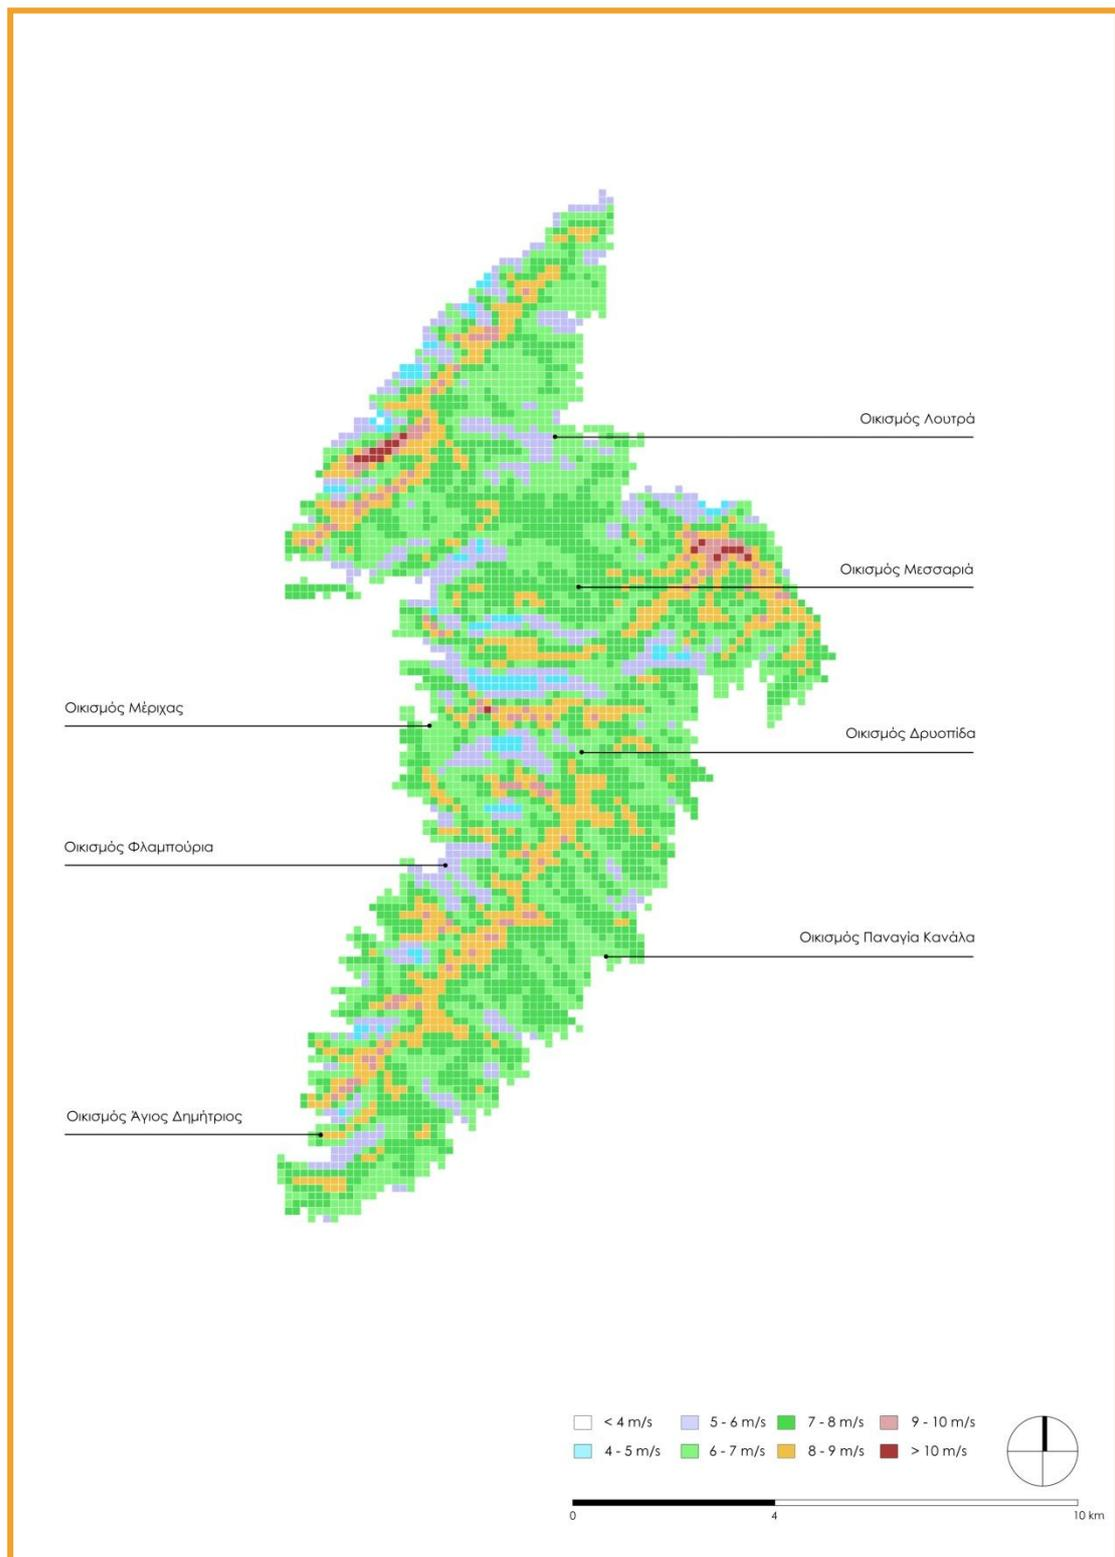 Οικισμός Λουτρά
Οικισμός Μεσσαριά
Οικισμός Μέριχας
Οικισμός Δρυοπίδα
Οικισμός Φλαμπούρια
Οικισμός Παναγία Κανάλα
Οικισμός Άγιος Δημήτριος
< 4 m/s 5 - 6 m/s 7 - 8 m/s 9 - 10 m/s
4 - 5 m/s 6 - 7 m/s 8 - 9 m/s > 10 m/s
0 4 10 km